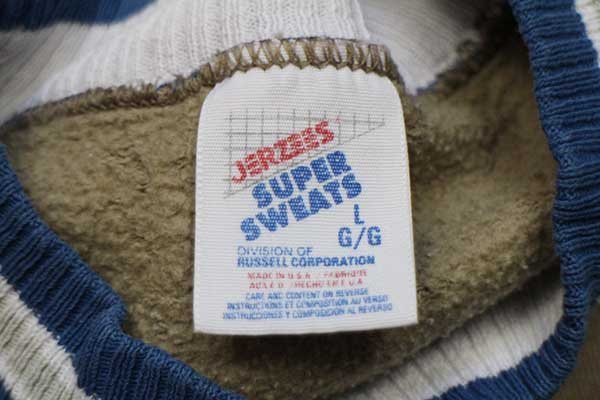 JERZEES
SUPER
SWEATS
L
G/G
DIVISION OF
RUSSELL CORPORATION
MADE IN U.S.A. / FABRIQUÉ
AUX É.U. / HECHO EN E.U.A.
CARE AND CONTENT ON REVERSE
INSTRUCTIONS ET COMPOSITION AU VERSO
INSTRUCCIONES Y COMPOSICION AL REVERSO